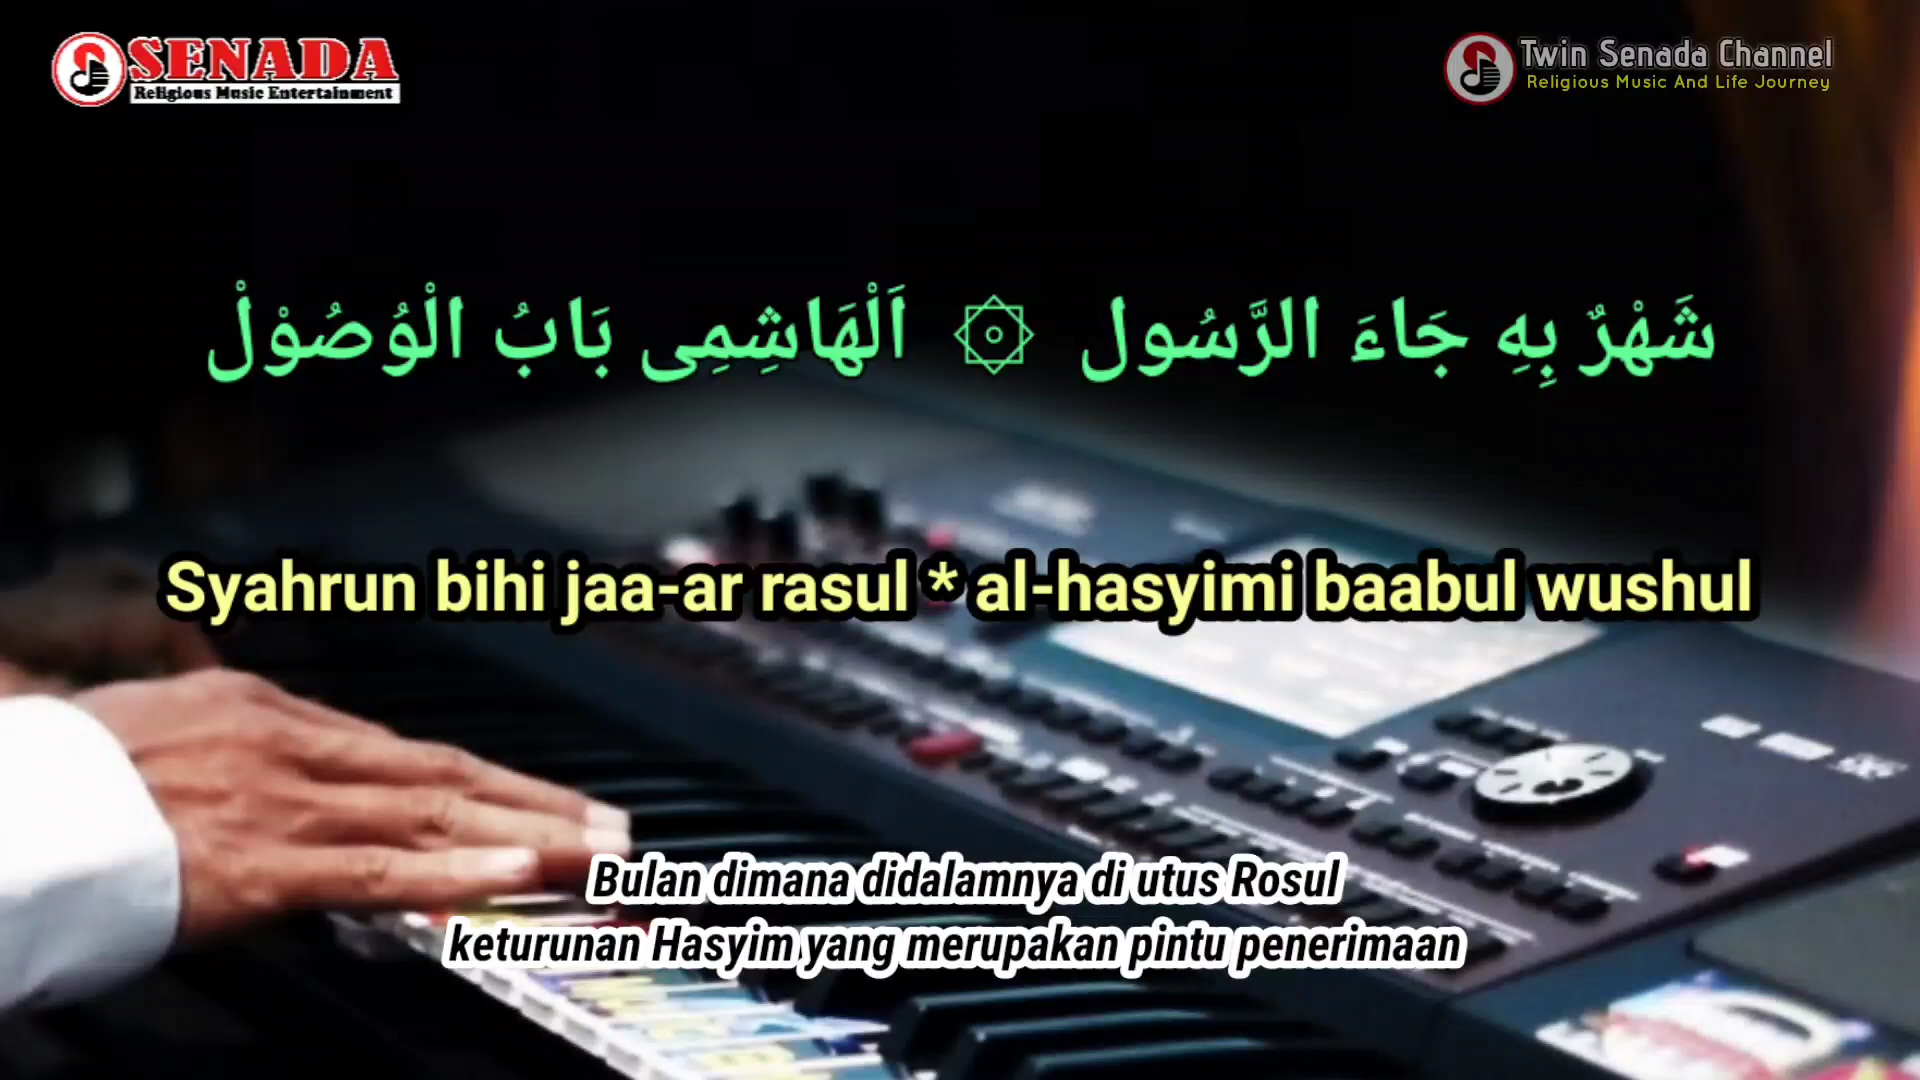 SENADA
Religious Music Entertainment
Twin Senada Channel
Religious Music And Life Journey
شَهْرٌ بِهِ جَاءَ الرَّسُول ۞ اَلْهَاشِمِى بَابُ الْوُصُوْلْ
Syahrun bihi jaa-ar rasul * al-hasyimi baabul wushul
Bulan dimana didalamnya di utus Rosul
keturunan Hasyim yang merupakan pintu penerimaan